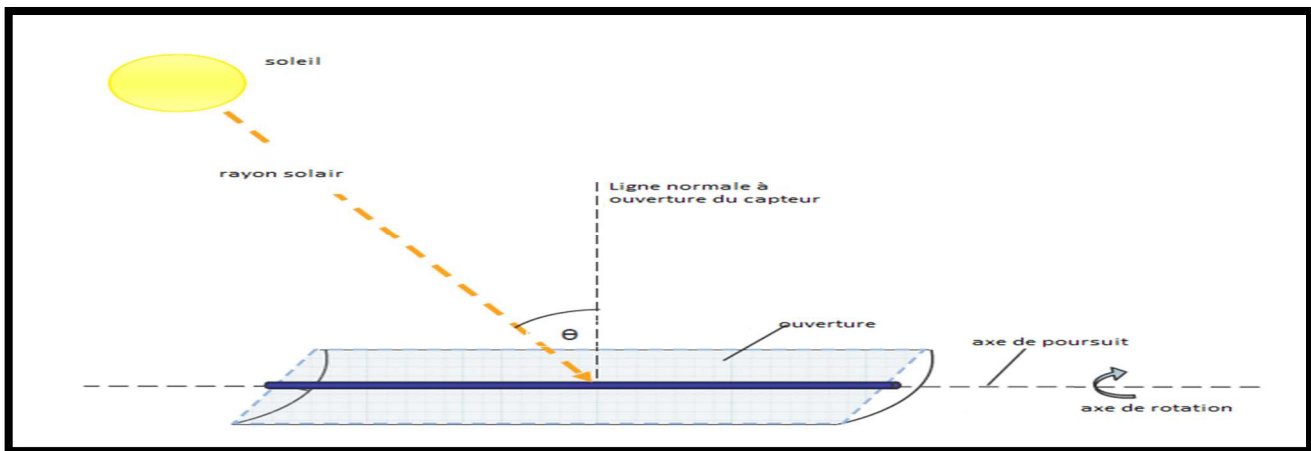 soleil
rayon solair
Ligne normale à
ouverture du capteur
ɵ
ouverture
axe de poursuit
axe de rotation